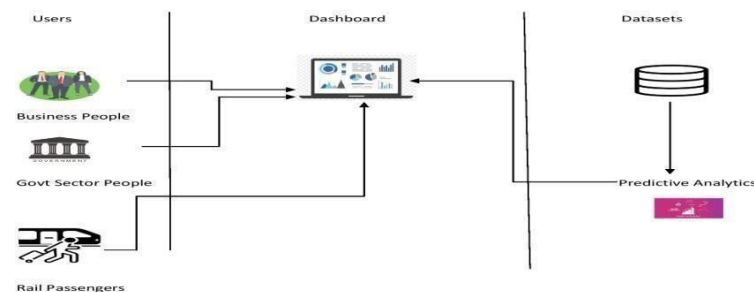 Users
Dashboard
Datasets
Business People
GOVERNMENT
Govt Sector People
Predictive Analytics
Rail Passengers